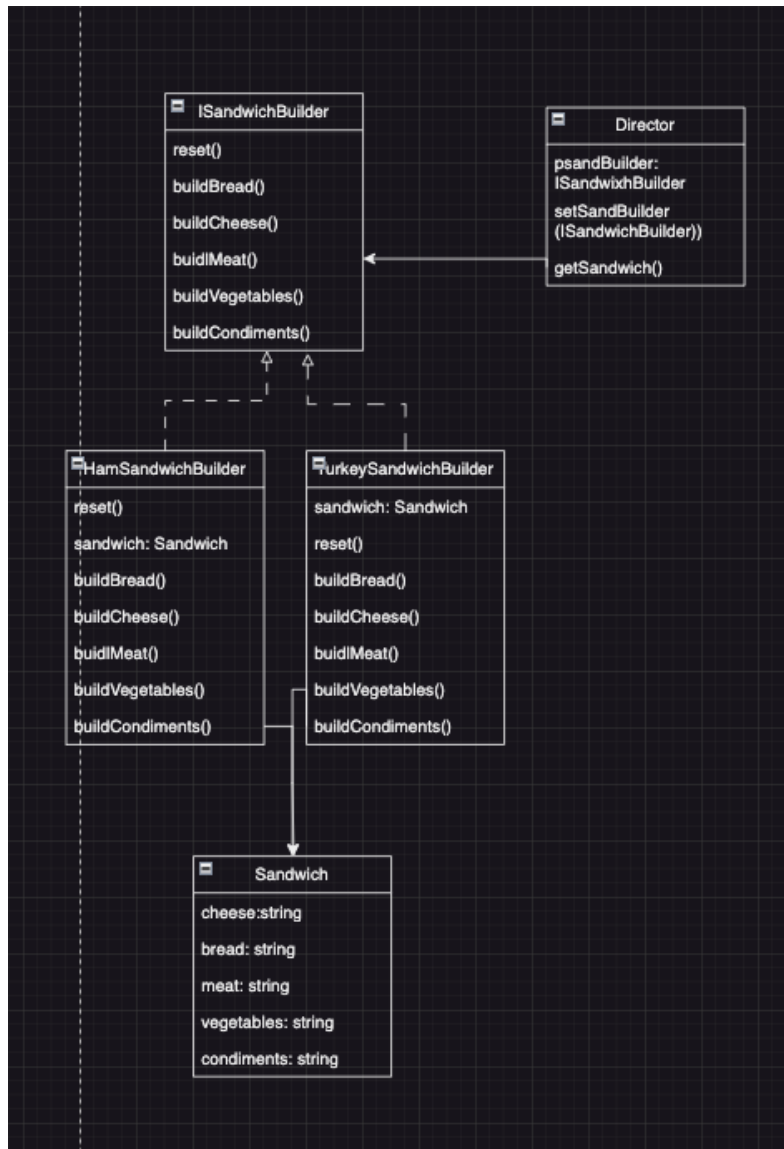 ISandwichBuilder
reset()
buildBread()
buildCheese()
buidlMeat()
buildVegetables()
buildCondiments()
Director
psandBuilder:
ISandwixhBuilder
setSandBuilder
(ISandwichBuilder))
getSandwich()
HamSandwichBuilder
reset()
sandwich: Sandwich
buildBread()
buildCheese()
buidlMeat()
buildVegetables()
buildCondiments()
TurkeySandwichBuilder
sandwich: Sandwich
reset()
buildBread()
buildCheese()
buidlMeat()
buildVegetables()
buildCondiments()
Sandwich
cheese:string
bread: string
meat: string
vegetables: string
condiments: string